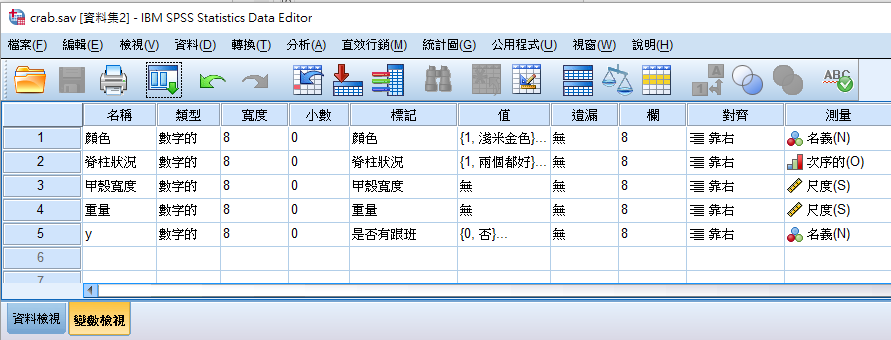 crab.sav [資料集2] - IBM SPSS Statistics Data Editor
檔案(F) 編輯(E) 檢視(V) 資料(D) 轉換(T) 分析(A) 直效行銷(M) 統計圖(G) 公用程式(U) 視窗(W) 說明(H)
1 4 A ABC
名稱 類型 寬度 小數 標記 值 遺漏 欄 對齊 測量
1 顏色 數字的 8 0 顏色 {1, 淺米金色}... 無 8 靠右 名義(N)
2 脊柱狀況 數字的 8 0 脊柱狀況 {1, 兩個都好}... 無 8 靠右 次序的(O)
3 甲殼寬度 數字的 8 0 甲殼寬度 無 無 8 靠右 尺度(S)
4 重量 數字的 8 0 重量 無 無 8 靠右 尺度(S)
5 y 數字的 8 0 是否有跟班 {0, 否}... 無 8 靠右 名義(N)
6
7
資料檢視 變數檢視